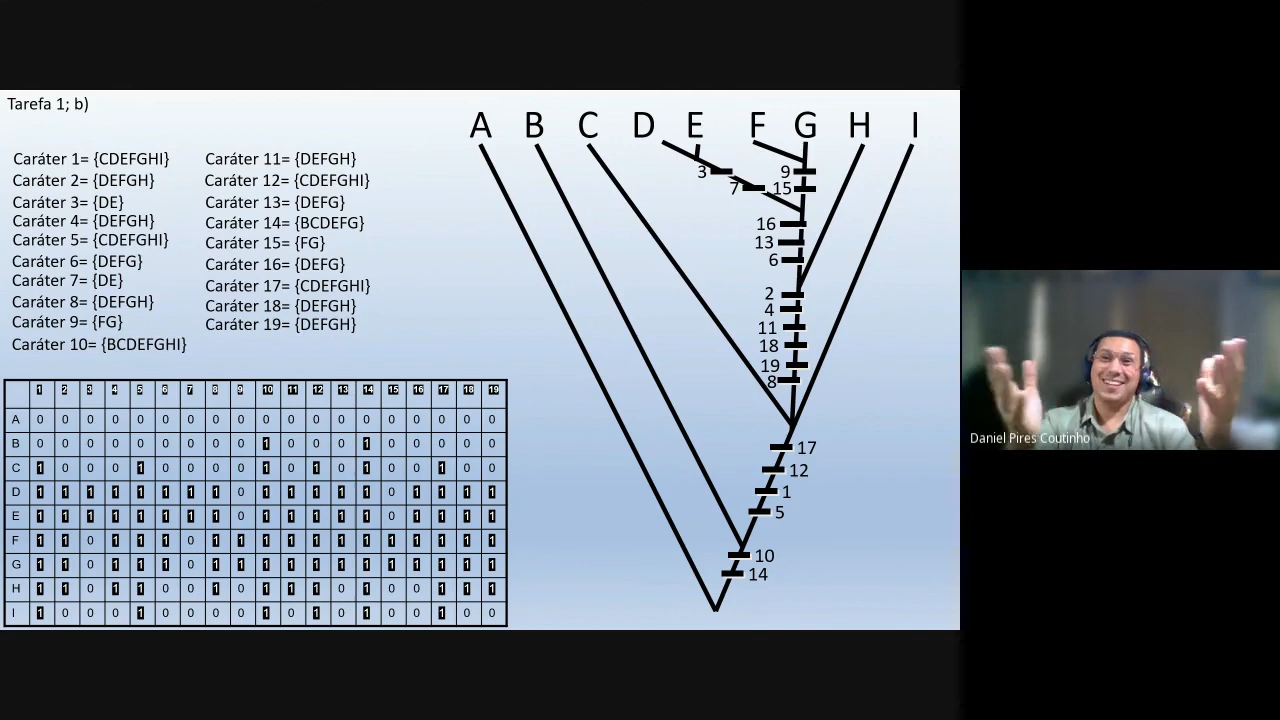 Tarefa 1; b)
Caráter 1= {CDEFGHI}
Caráter 2= {DEFGH}
Caráter 3= {DE}
Caráter 4= {DEFGH}
Caráter 5= {CDEFGHI}
Caráter 6= {DEFG}
Caráter 7= {DE}
Caráter 8= {DEFGH}
Caráter 9= {FG}
Caráter 10= {BCDEFGHI}
Caráter 11= {DEFGH}
Caráter 12= {CDEFGHI}
Caráter 13= {DEFG}
Caráter 14= {BCDEFG}
Caráter 15= {FG}
Caráter 16= {DEFG}
Caráter 17= {CDEFGHI}
Caráter 18= {DEFGH}
Caráter 19= {DEFGH}
1 2 3 4 5 6 7 8 9 10 11 12 13 14 15 16 17 18 19
A 0 0 0 0 0 0 0 0 0 0 0 0 0 0 0 0 0 0 0
B 0 0 0 0 0 0 0 0 0 1 0 0 0 1 0 0 0 0 0
C 1 0 0 0 1 0 0 0 0 1 0 1 0 1 0 0 1 0 0
D 1 1 1 1 1 1 1 1 0 1 1 1 1 1 0 1 1 1 1
E 1 1 1 1 1 1 1 1 0 1 1 1 1 1 0 1 1 1 1
F 1 1 0 1 1 1 0 1 1 1 1 1 1 1 1 1 1 1 1
G 1 1 0 1 1 1 0 1 1 1 1 1 1 1 1 1 1 1 1
H 1 1 0 1 1 0 0 1 0 1 1 1 0 1 0 0 1 1 1
I 1 0 0 0 1 0 0 0 0 1 0 1 0 1 0 0 1 0 0
A B C D E F G H I
3 9
7 15
16
13
6
2
4
11
18
19
8
17
12
1
5
10
14
Daniel Pires Coutinho